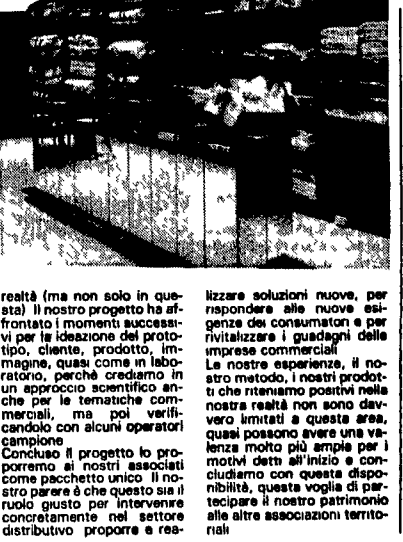 realtà (ma non solo in que-
sta) Il nostro progetto ha af-
frontato i momenti successi-
vi per la ideazione del proto-
tipo, cliente, prodotto, im-
magine, quasi come in labo-
ratorio, perchè crediamo in
un approccio scientifico an-
che per le tematiche com-
merciali, ma poi verifi-
candolo con alcuni operatori
campione
Concluso il progetto lo pro-
porremo ai nostri associati
come pacchetto unico Il no-
stro parere è che questo sia il
ruolo giusto per intervenire
concretamente nel settore
distributivo proporre e rea-
lizzare soluzioni nuove, per
rispondere alle nuove esi-
genze dei consumatori e per
rivitalizzare i guadagni delle
imprese commerciali
Le nostre esperienze, il no-
stro metodo, i nostri prodot-
ti che riteniamo positivi nella
nostra realtà non sono dav-
vero limitati a questa area,
quasi possono avere una va-
lenza molto più ampia per i
motivi detti all'inizio e con-
cludiamo con questa dispo-
nibilità, questa voglia di par-
tecipare il nostro patrimonio
alle altre associazioni territo-
riali